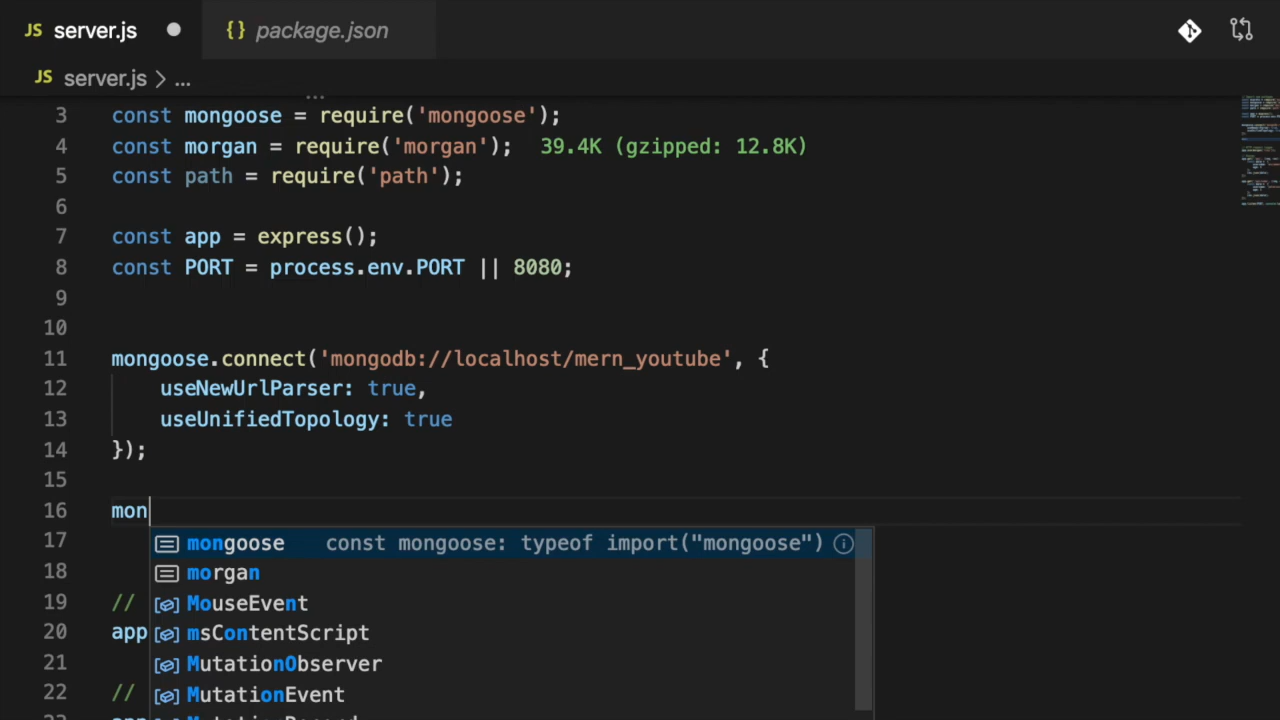 JS server.js ● {} package.json
JS server.js > ...
3 const mongoose = require('mongoose');
4 const morgan = require('morgan'); 39.4K (gzipped: 12.8K)
5 const path = require('path');
6
7 const app = express();
8 const PORT = process.env.PORT || 8080;
9
10
11 mongoose.connect('mongodb://localhost/mern_youtube', {
12 useNewUrlParser: true,
13 useUnifiedTopology: true
14 });
15
16 mon
17 mongoose const mongoose: typeof import("mongoose")
18 morgan
19 // MouseEvent
20 app msContentScript
21 MutationObserver
22 // MutationEvent